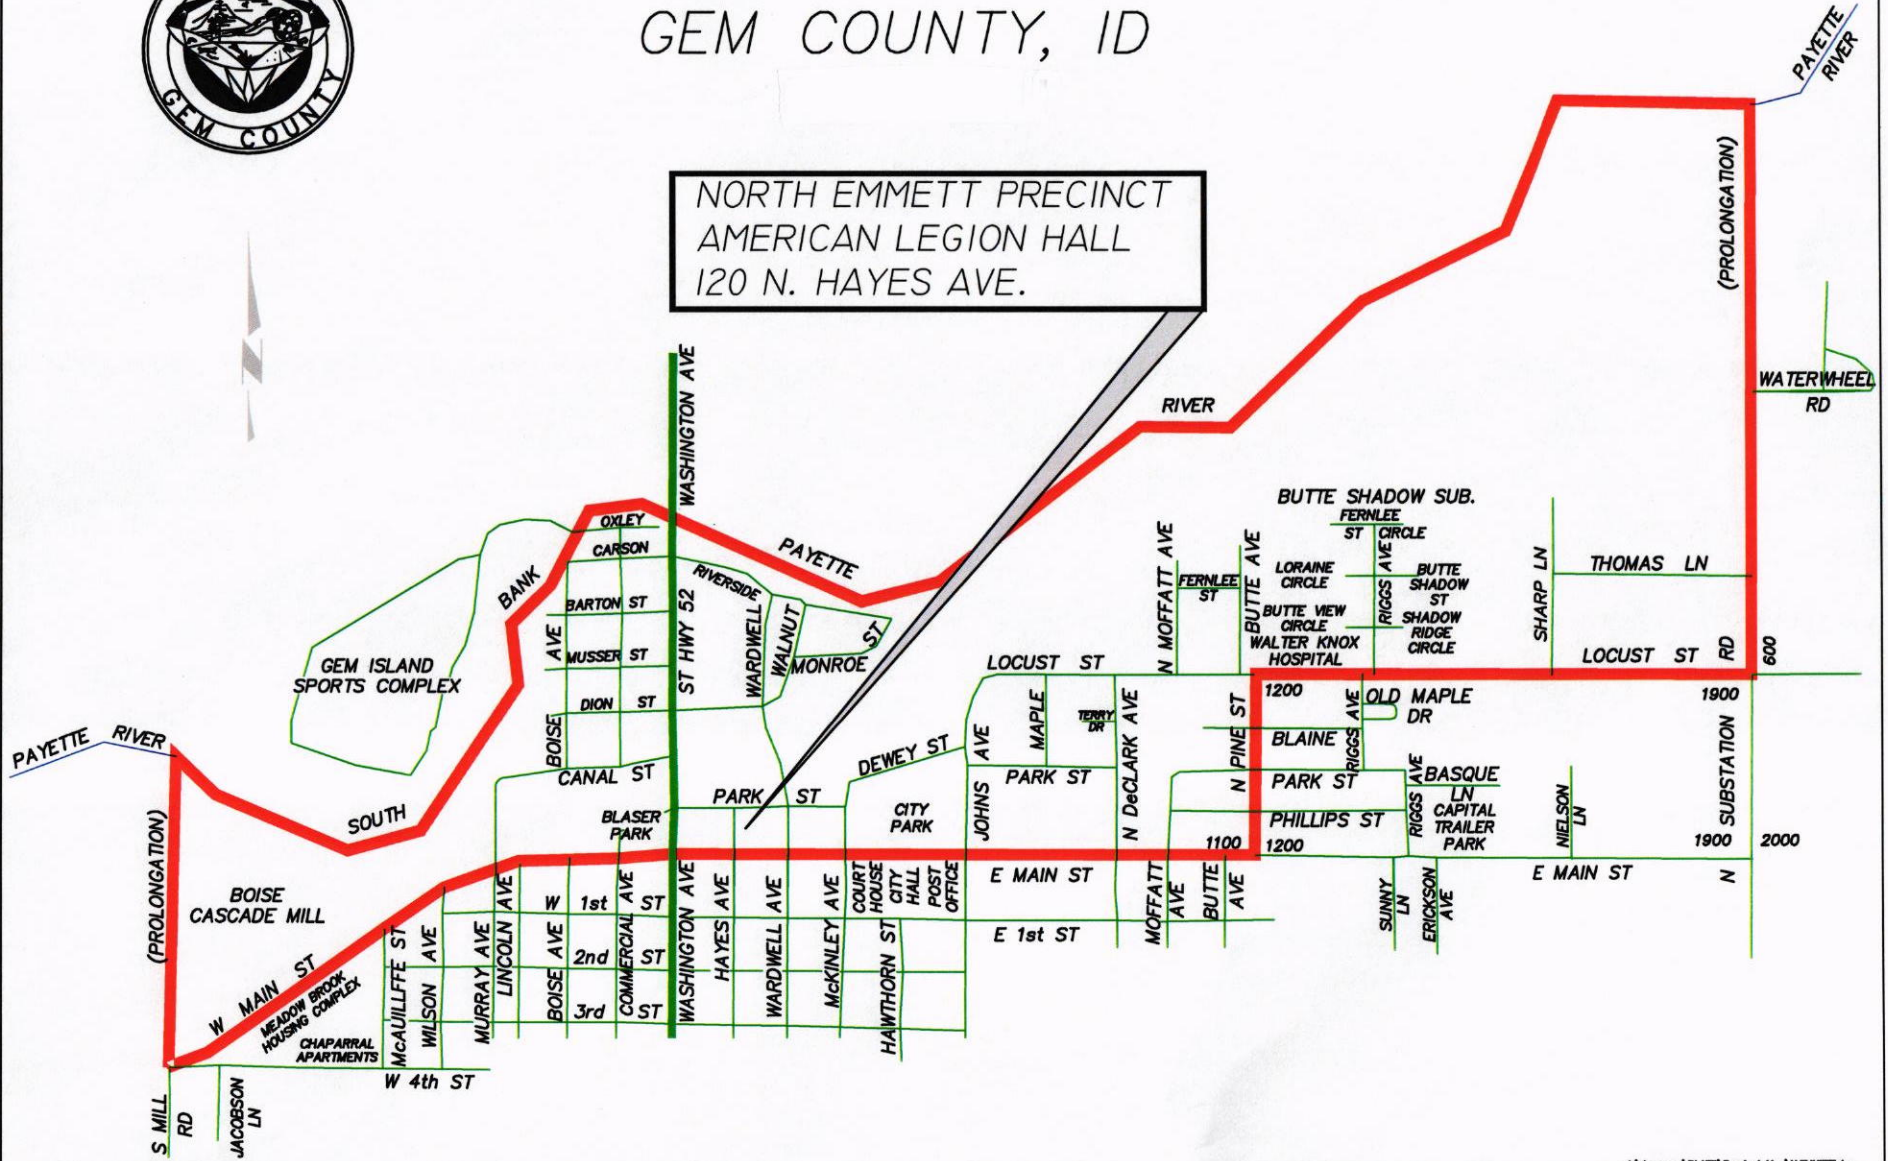 GEM COUNTY, ID
GEM COUNTY
PAYETTE
RIVER
NORTH EMMETT PRECINCT
AMERICAN LEGION HALL
120 N. HAYES AVE.
(PROLONGATION)
WATERWHEEL
RD
WASHINGTON AVE
RIVER
BUTTE SHADOW SUB.
FERNLEE
ST CIRCLE
OXLEY
CARSON
PAYETTE
BANK
RIVERSIDE
N MOFFATT AVE
FERNLEE
ST
BUTTE AVE
LORAINE
CIRCLE
RIGGS AVE
BUTTE
SHADOW
ST
SHARP LN
THOMAS LN
BARTON ST
ST HWY 52
WARDWELL
WALNUT
ST
BUTTE VIEW
CIRCLE
SHADOW
RIDGE
CIRCLE
WALTER KNOX
HOSPITAL
BOISE AVE
MUSSER ST
MONROE
LOCUST ST
LOCUST ST
RD
600
GEM ISLAND
SPORTS COMPLEX
1200
1900
DION ST
MAPLE
TERRY
DR
N DeCLARK AVE
N PINE ST
RIGGS AVE
OLD MAPLE
DR
BLAINE
PAYETTE RIVER
DEWEY ST
JOHNS AVE
CANAL ST
PARK ST
PARK ST
RIGGS AVE
BASQUE
LN
N SUBSTATION
PARK ST
BLASER
PARK
CITY
PARK
PHILLIPS ST
CAPITAL
TRAILER
PARK
NIELSON
LN
SOUTH
(PROLONGATION)
1100
1200
1900
2000
BOISE
CASCADE MILL
E MAIN ST
E MAIN ST
W 1st ST
COURT
HOUSE
CITY
HALL
POST
OFFICE
MOFFATT
AVE
BUTTE
AVE
SUNNY
LN
ERICKSON
AVE
E 1st ST
W MAIN ST
MEADOW BROOK
HOUSING COMPLEX
CHAPARRAL
APARTMENTS
McAUILLFFE ST
WILSON AVE
MURRAY AVE
LINCOLN AVE
BOISE AVE
2nd ST
3rd ST
COMMERCIAL AVE
WASHINGTON AVE
HAYES AVE
WARDWELL AVE
McKINLEY AVE
HAWTHORN ST
W 4th ST
S MILL
RD
JACOBSON
LN